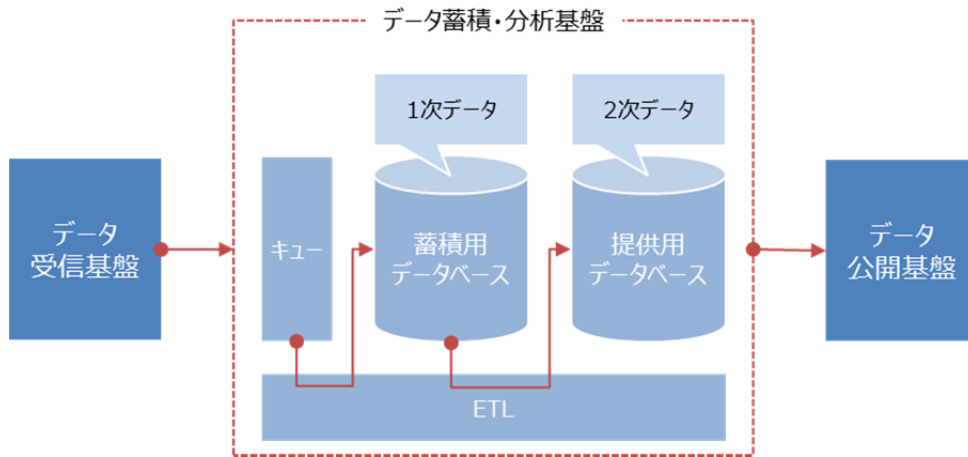 データ蓄積・分析基盤
1次データ
2次データ
データ
受信基盤
キュー
蓄積用
データベース
提供用
データベース
データ
公開基盤
ETL